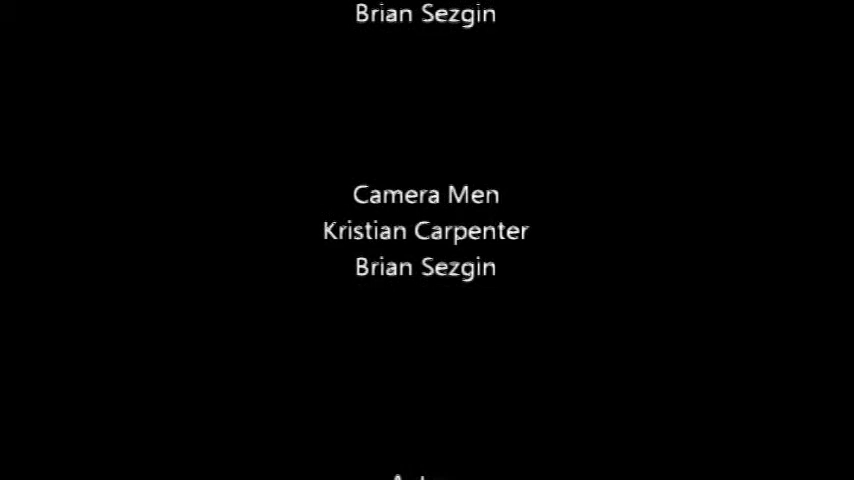 Brian Sezgin
Camera Men
Kristian Carpenter
Brian Sezgin